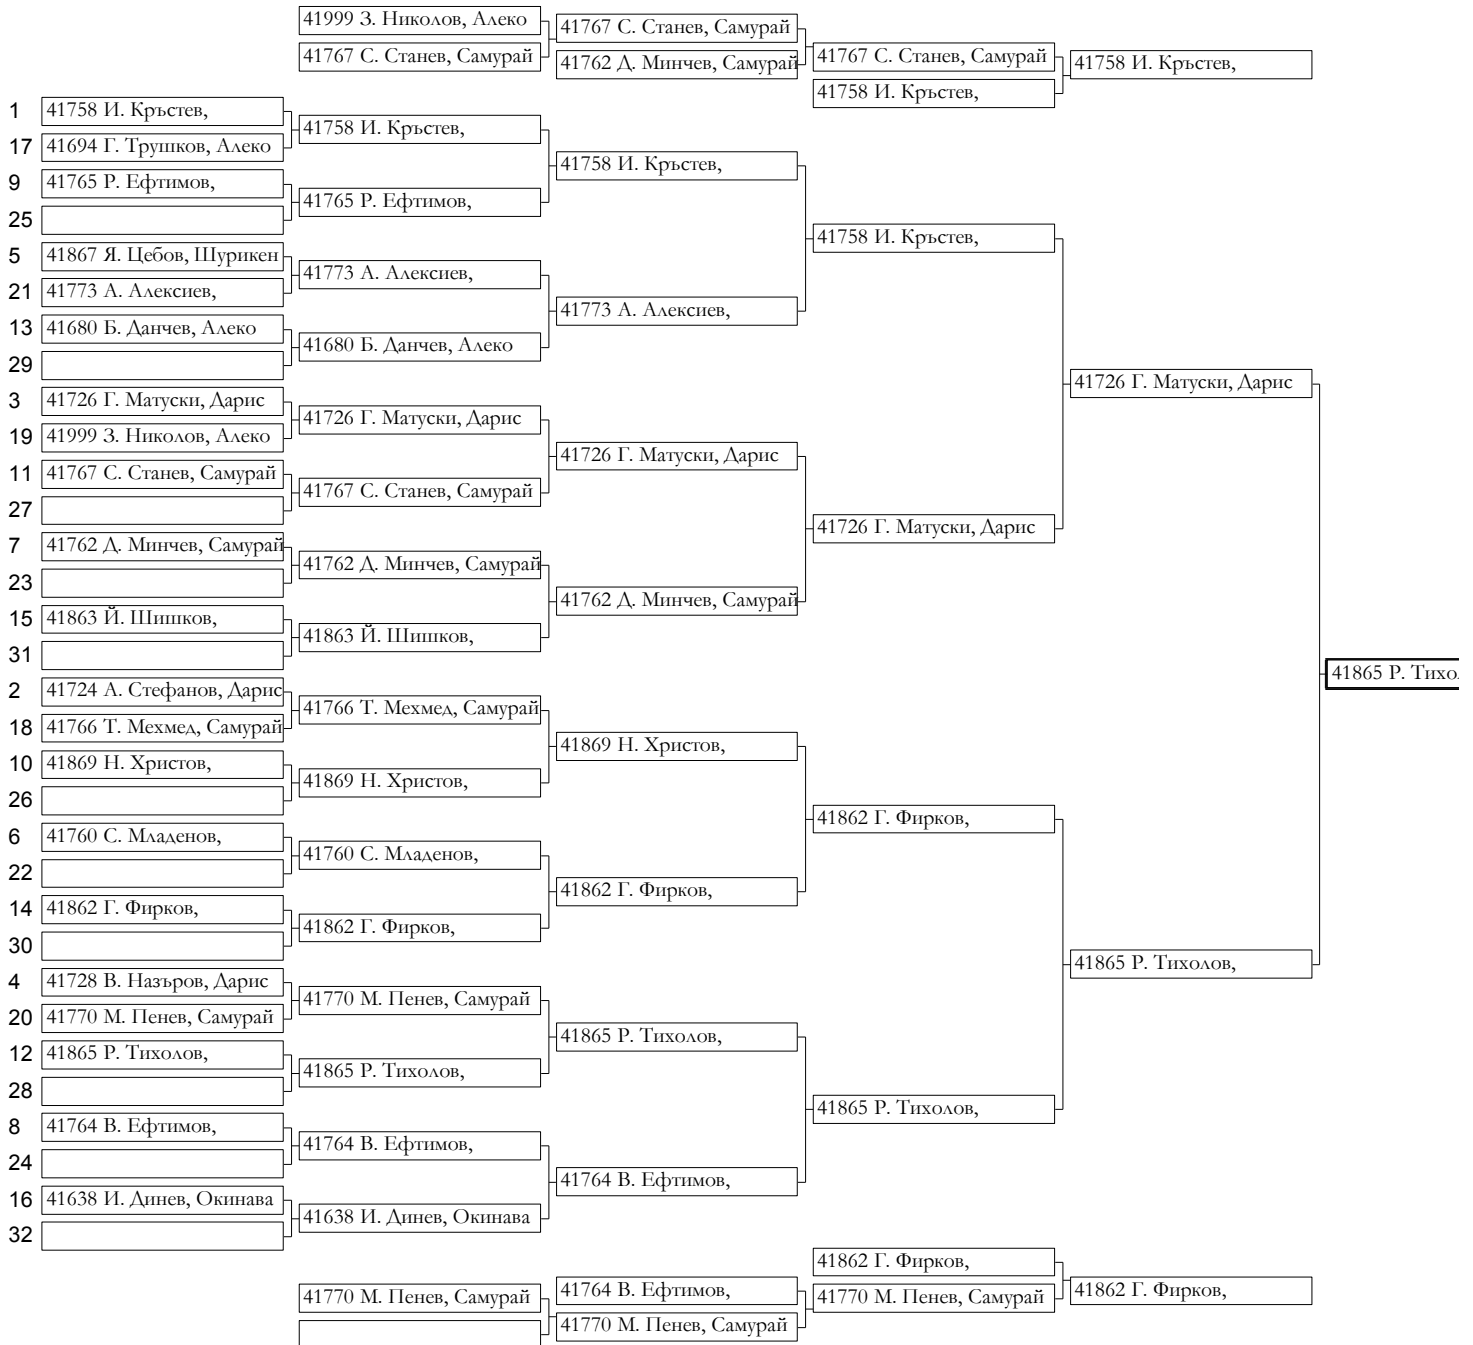 41999 З. Николов, Алеко
41767 С. Станев, Самурай
41767 С. Станев, Самурай
41762 Д. Минчев, Самурай
41767 С. Станев, Самурай
41758 И. Кръстев,
41758 И. Кръстев,
1 41758 И. Кръстев,
17 41694 Г. Трушков, Алеко
9 41765 Р. Ефтимов,
25
5 41867 Я. Цебов, Шурикен
21 41773 А. Алексиев,
13 41680 Б. Данчев, Алеко
29
3 41726 Г. Матуски, Дарис
19 41999 З. Николов, Алеко
11 41767 С. Станев, Самурай
27
7 41762 Д. Минчев, Самурай
23
15 41863 Й. Шишков,
31
2 41724 А. Стефанов, Дарис
18 41766 Т. Мехмед, Самурай
10 41869 Н. Христов,
26
6 41760 С. Младенов,
22
14 41862 Г. Фирков,
30
4 41728 В. Назъров, Дарис
20 41770 М. Пенев, Самурай
12 41865 Р. Тихолов,
28
8 41764 В. Ефтимов,
24
16 41638 И. Динев, Окинава
32
41758 И. Кръстев,
41765 Р. Ефтимов,
41773 А. Алексиев,
41680 Б. Данчев, Алеко
41726 Г. Матуски, Дарис
41767 С. Станев, Самурай
41762 Д. Минчев, Самурай
41863 Й. Шишков,
41766 Т. Мехмед, Самурай
41869 Н. Христов,
41760 С. Младенов,
41862 Г. Фирков,
41770 М. Пенев, Самурай
41865 Р. Тихолов,
41764 В. Ефтимов,
41638 И. Динев, Окинава
41758 И. Кръстев,
41773 А. Алексиев,
41726 Г. Матуски, Дарис
41762 Д. Минчев, Самурай
41869 Н. Христов,
41862 Г. Фирков,
41865 Р. Тихолов,
41764 В. Ефтимов,
41758 И. Кръстев,
41726 Г. Матуски, Дарис
41862 Г. Фирков,
41865 Р. Тихолов,
41726 Г. Матуски, Дарис
41865 Р. Тихолов,
41865 Р.
41770 М. Пенев, Самурай
41764 В. Ефтимов,
41770 М. Пенев, Самурай
41862 Г. Фирков,
41770 М. Пенев, Самурай
41862 Г. Фирков,